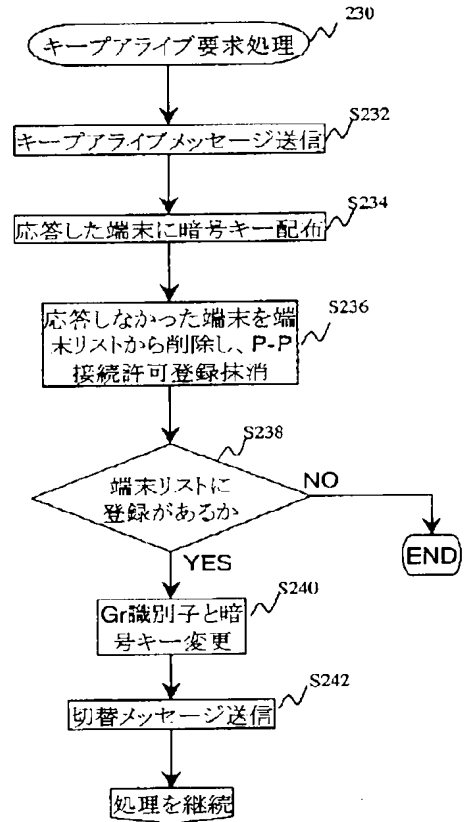 230
キープアライブ要求処理
S232
キープアライブメッセージ送信
S234
応答した端末に暗号キー配布
S236
応答しなかった端末を端
末リストから削除し、P-P
接続許可登録抹消
S238
端末リストに
登録があるか
NO
END
YES
S240
Gr識別子と暗
号キー変更
S242
切替メッセージ送信
処理を継続